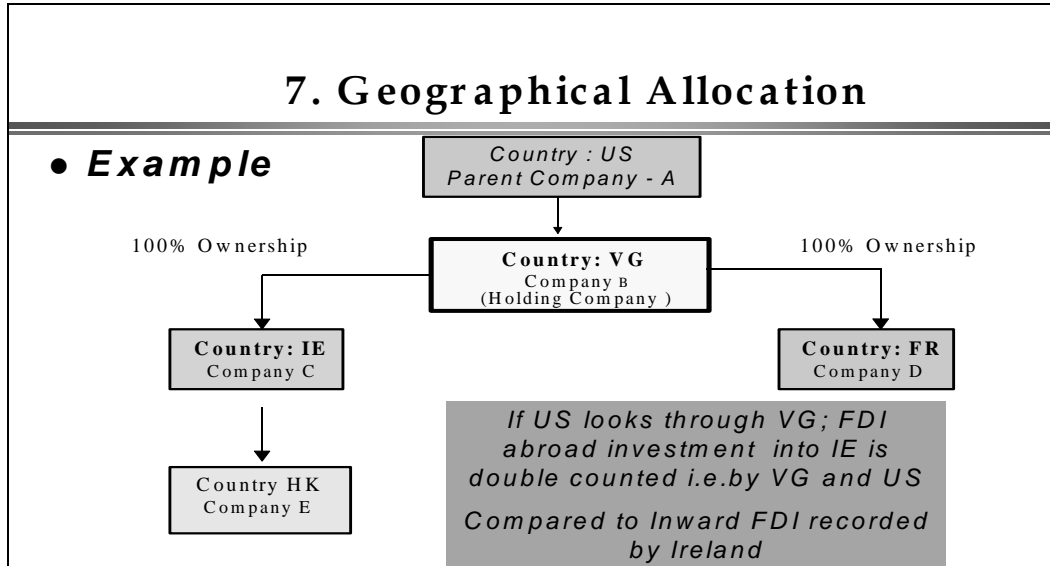 7. Geographical Allocation
● Example
Country : US
Parent Company - A
100% Ownership
100% Ownership
Country: VG
Company B
(Holding Company )
Country: IE
Company C
Country: FR
Company D
If US looks through VG; FDI
abroad investment into IE is
double counted i.e.by VG and US
Compared to Inward FDI recorded
by Ireland
Country HK
Company E